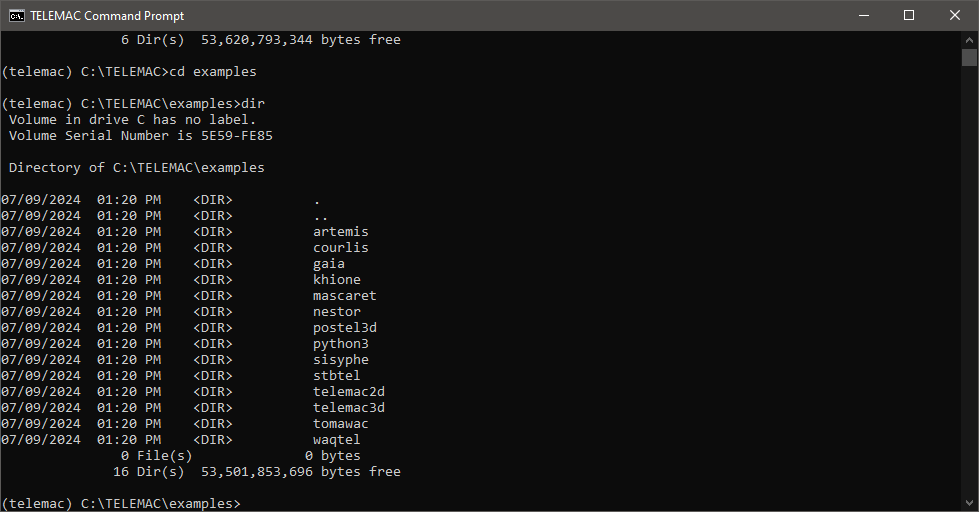 TELEMAC Command Prompt
6 Dir(s)  53,620,793,344 bytes free
(telemac) C:\TELEMAC>cd examples
(telemac) C:\TELEMAC\examples>dir
Volume in drive C has no label.
Volume Serial Number is 5E59-FE85
Directory of C:\TELEMAC\examples
07/09/2024  01:20 PM    <DIR>          .
07/09/2024  01:20 PM    <DIR>          ..
07/09/2024  01:20 PM    <DIR>          artemis
07/09/2024  01:20 PM    <DIR>          courlis
07/09/2024  01:20 PM    <DIR>          gaia
07/09/2024  01:20 PM    <DIR>          khione
07/09/2024  01:20 PM    <DIR>          mascaret
07/09/2024  01:20 PM    <DIR>          nestor
07/09/2024  01:20 PM    <DIR>          postel3d
07/09/2024  01:20 PM    <DIR>          python3
07/09/2024  01:20 PM    <DIR>          sisyphe
07/09/2024  01:20 PM    <DIR>          stbtel
07/09/2024  01:20 PM    <DIR>          telemac2d
07/09/2024  01:20 PM    <DIR>          telemac3d
07/09/2024  01:20 PM    <DIR>          tomawac
07/09/2024  01:20 PM    <DIR>          waqtel
0 File(s)              0 bytes
16 Dir(s)  53,501,853,696 bytes free
(telemac) C:\TELEMAC\examples>